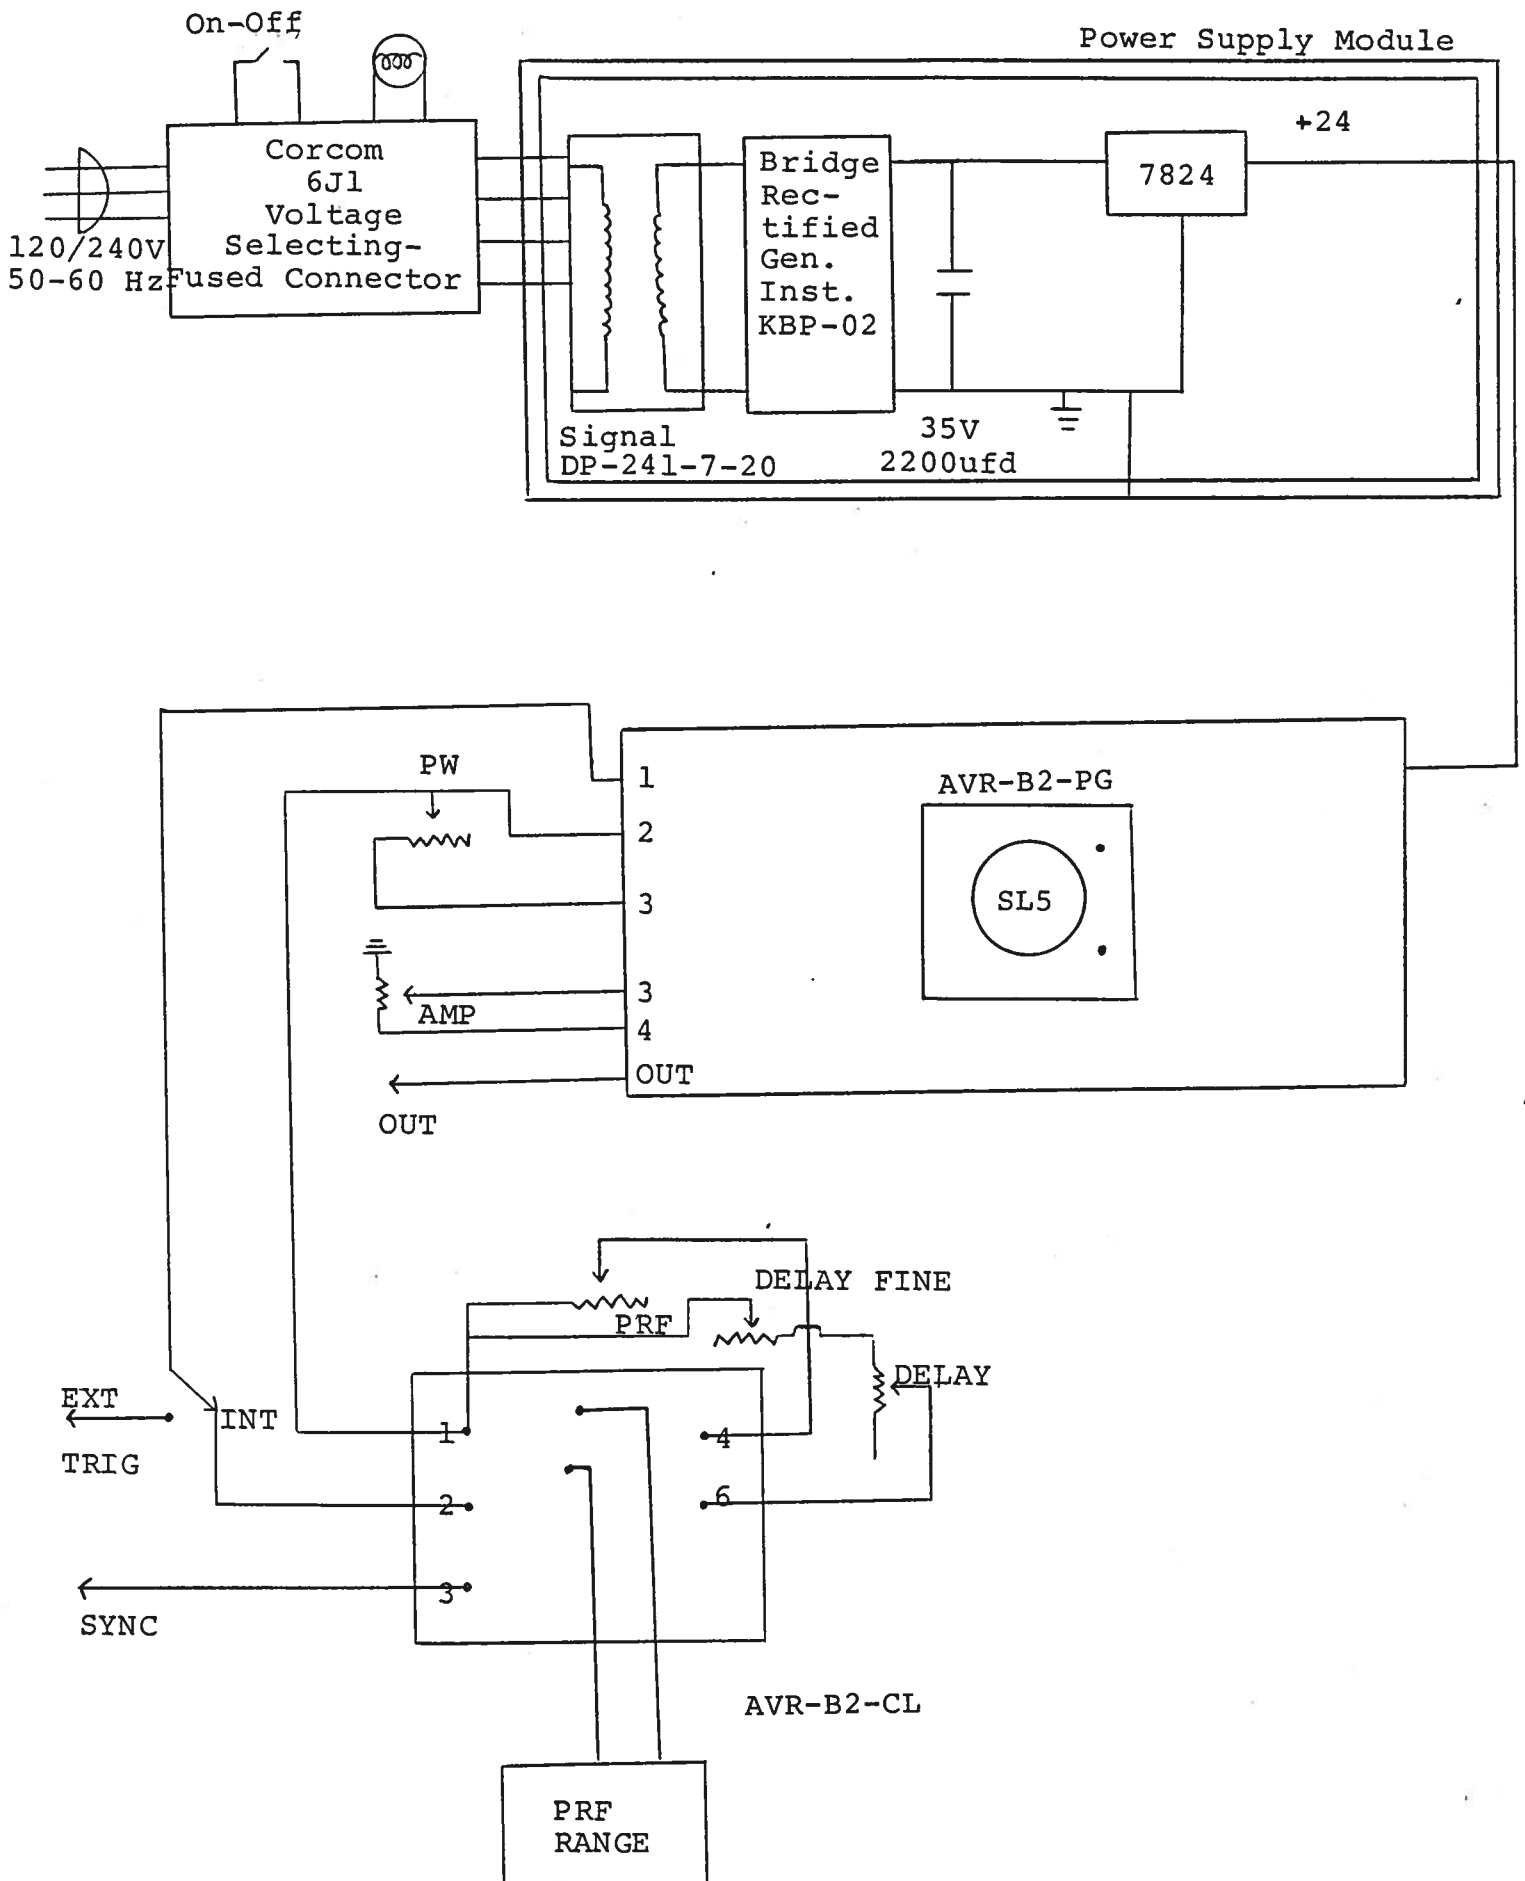 On-Off
Power Supply Module
+24
Corcom
6J1
Voltage
Selecting-
Fused Connector
120/240V
50-60 Hz
Bridge
Rec-
tified
Gen.
Inst.
KBP-02
7824
Signal
DP-241-7-20
35V
2200ufd
PW
1
2
3
3
4
OUT
AMP
OUT
AVR-B2-PG
SL5
DELAY FINE
PRF
DELAY
EXT
TRIG
INT
1
2
3
4
6
SYNC
AVR-B2-CL
PRF
RANGE